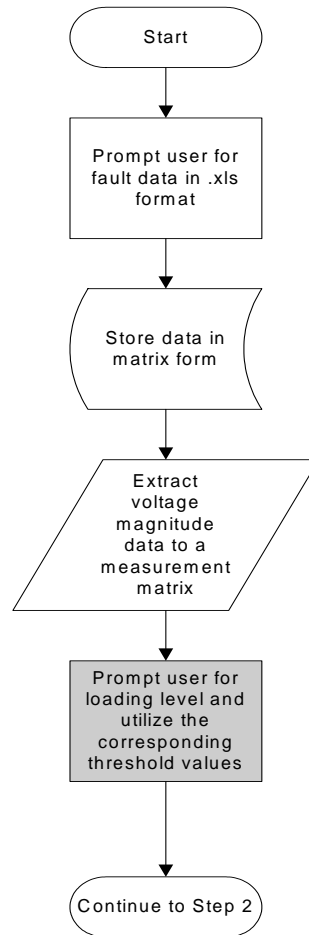 Start
Prompt user for
fault data in .xls
format
Store data in
matrix form
Extract
voltage
magnitude
data to a
measurement
matrix
Prompt user for
loading level and
utilize the
corresponding
threshold values
Continue to Step 2